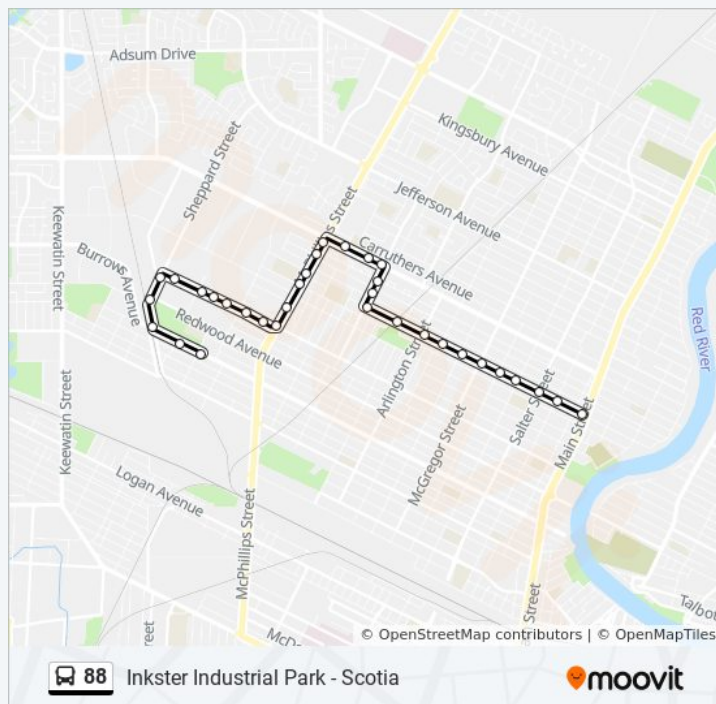 Adsum Drive
Kingsbury Avenue
Sheppard Street
Jefferson Avenue
Street
Keewatin Street
Carruthers Avenue
Burrows Avenue
Redwood Avenue
Red River
Arlington Street
Keewatin Street
Salter Street
Main Street
McGregor Street
Logan Avenue
McPhillips Street
Street
Talbot
Street
McD
© OpenStreetMap contributors | © OpenMapTiles
88 Inkster Industrial Park - Scotia
moovit